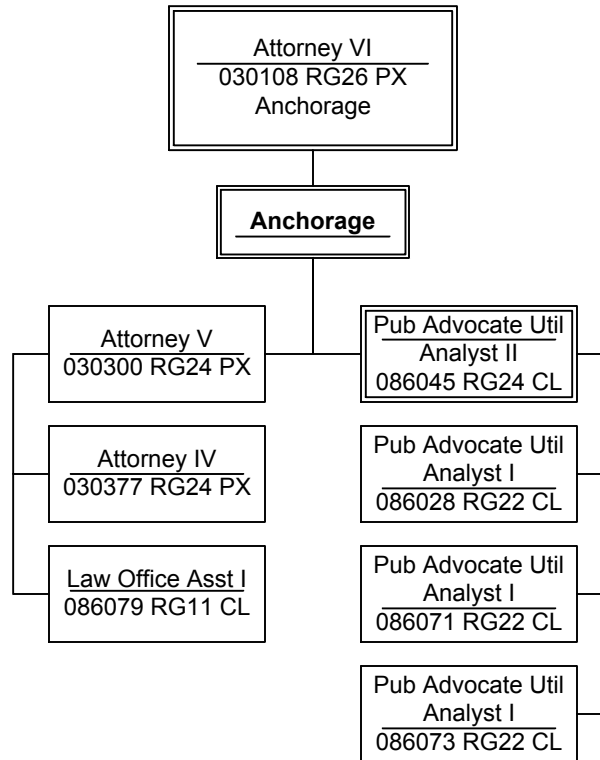 Attorney VI
030108 RG26 PX
Anchorage
Anchorage
Attorney V
030300 RG24 PX
Attorney IV
030377 RG24 PX
Law Office Asst I
086079 RG11 CL
Pub Advocate Util
Analyst II
086045 RG24 CL
Pub Advocate Util
Analyst I
086028 RG22 CL
Pub Advocate Util
Analyst I
086071 RG22 CL
Pub Advocate Util
Analyst I
086073 RG22 CL